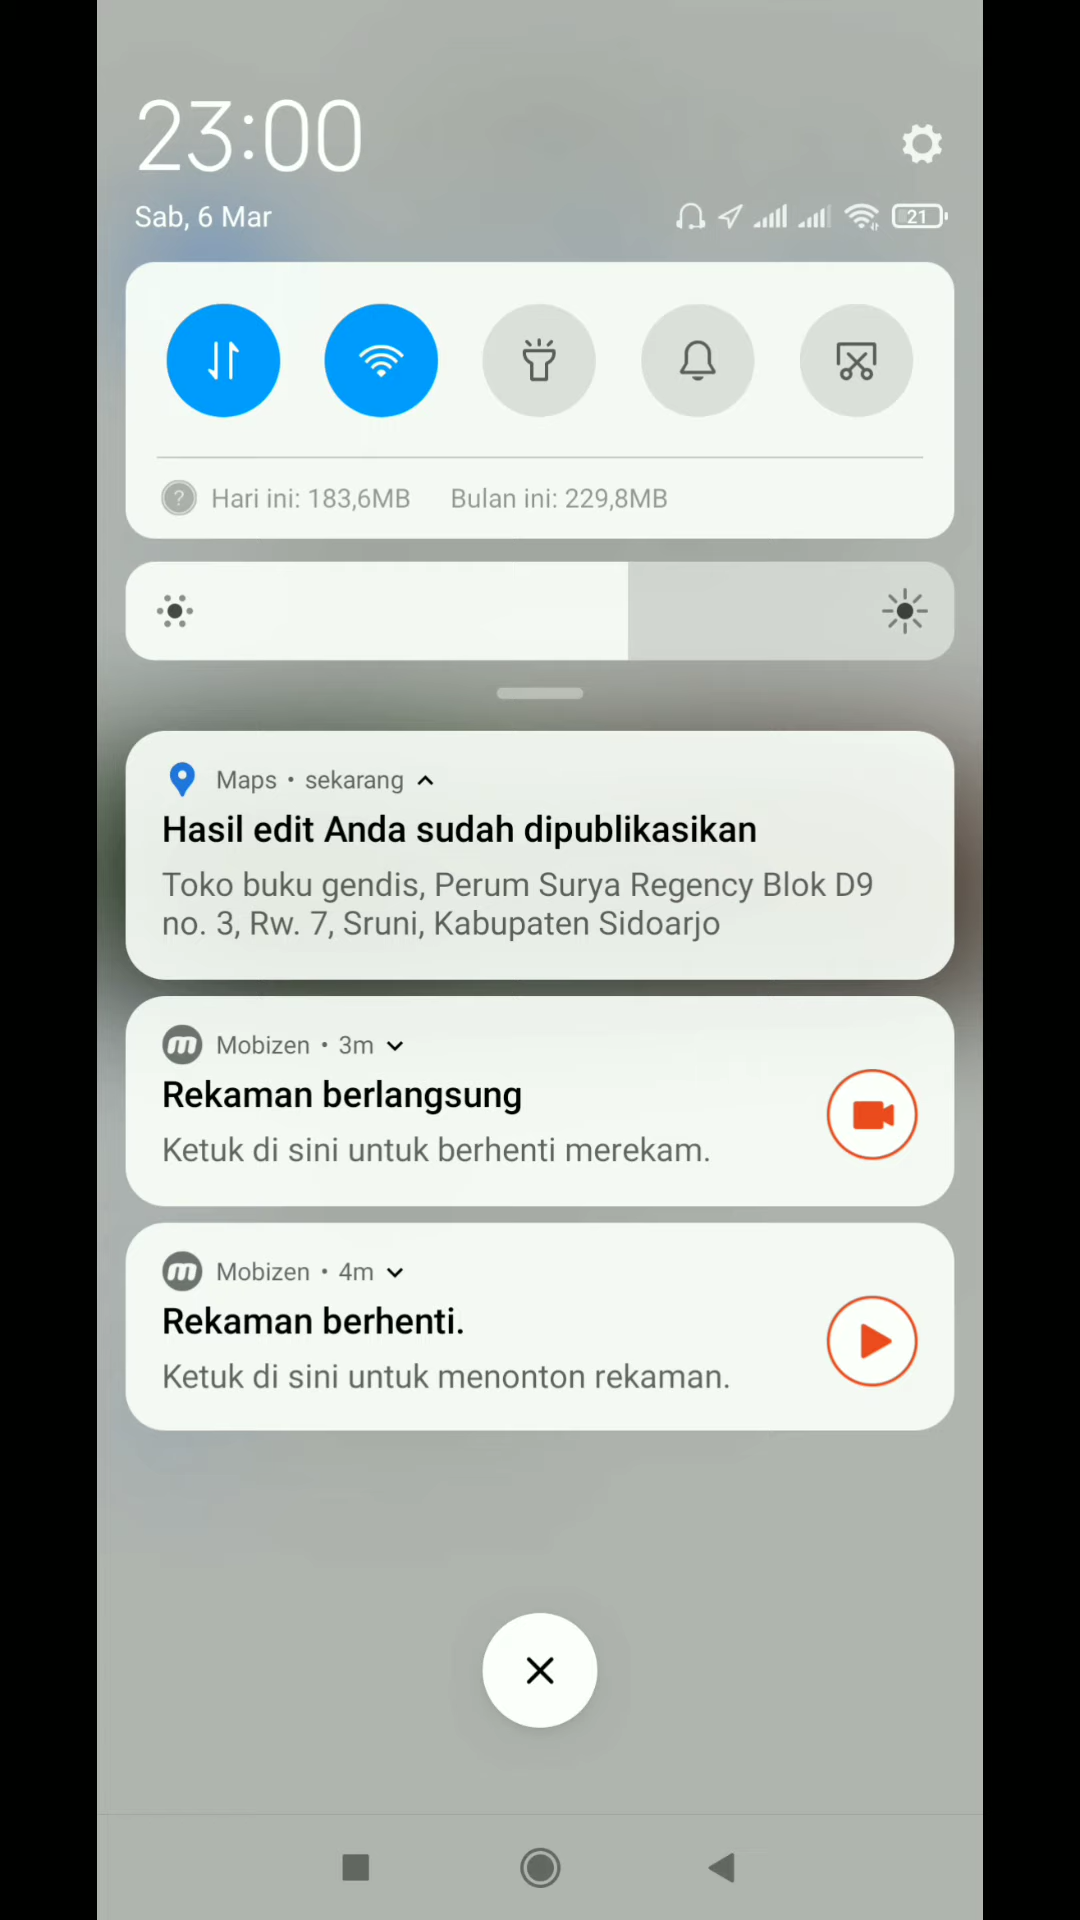 23:00
Sab, 6 Mar
21
Hari ini: 183,6MB Bulan ini: 229,8MB
Maps • sekarang
Hasil edit Anda sudah dipublikasikan
Toko buku gendis, Perum Surya Regency Blok D9
no. 3, Rw. 7, Sruni, Kabupaten Sidoarjo
Mobizen • 3m
Rekaman berlangsung
Ketuk di sini untuk berhenti merekam.
Mobizen • 4m
Rekaman berhenti.
Ketuk di sini untuk menonton rekaman.